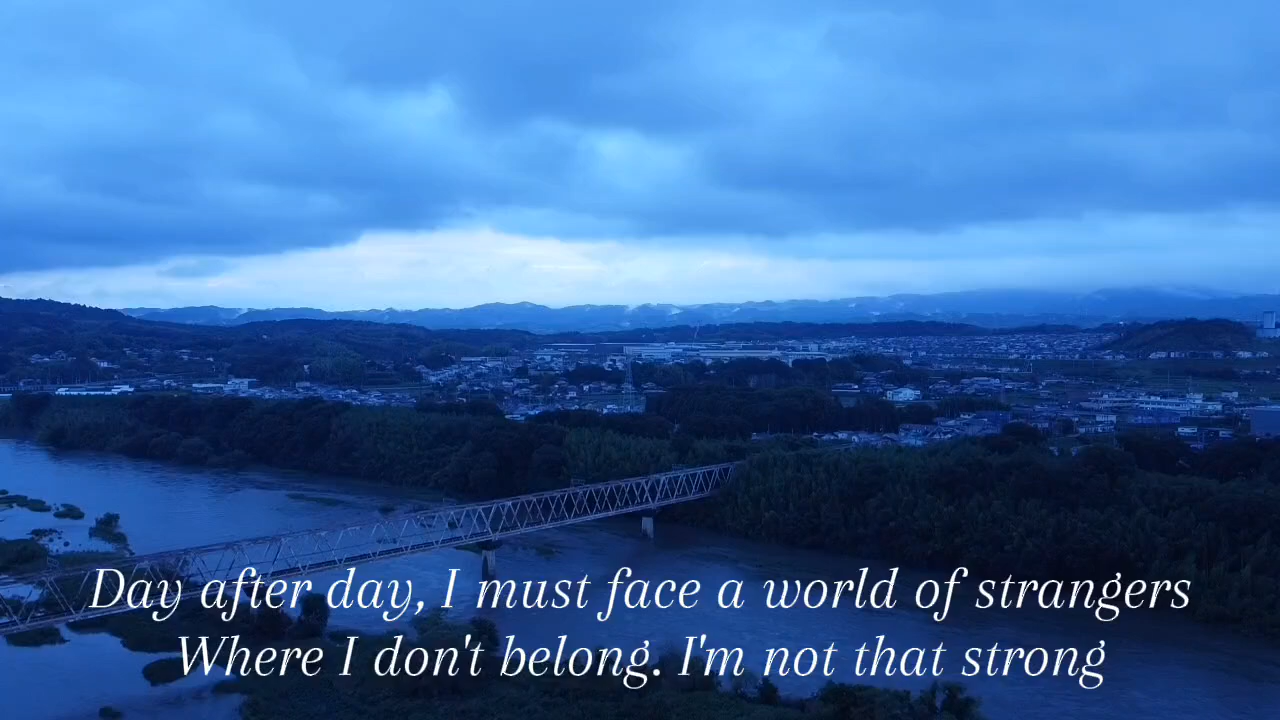 Day after day, I must face a world of strangers
Where I don't belong. I'm not that strong